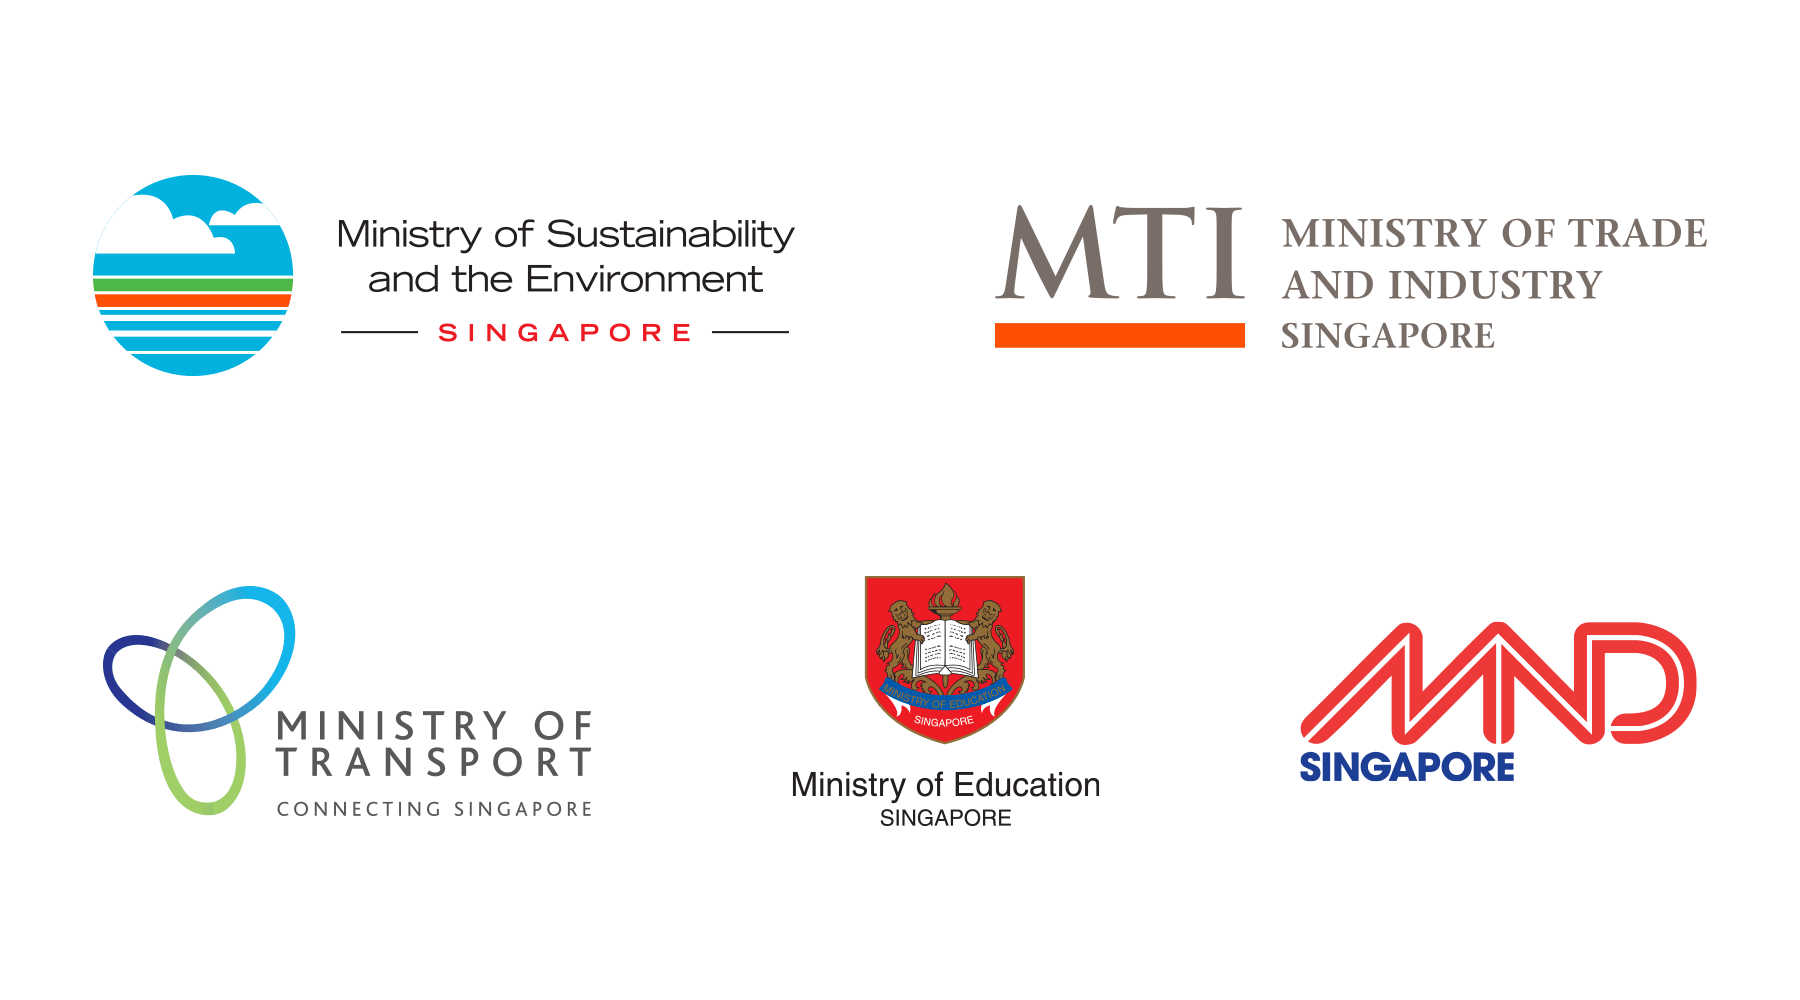 Ministry of Sustainability
and the Environment
SINGAPORE
MTI
MINISTRY OF TRADE
AND INDUSTRY
SINGAPORE
MINISTRY OF
TRANSPORT
CONNECTING SINGAPORE
MINISTRY OF EDUCATION
SINGAPORE
Ministry of Education
SINGAPORE
MND
SINGAPORE